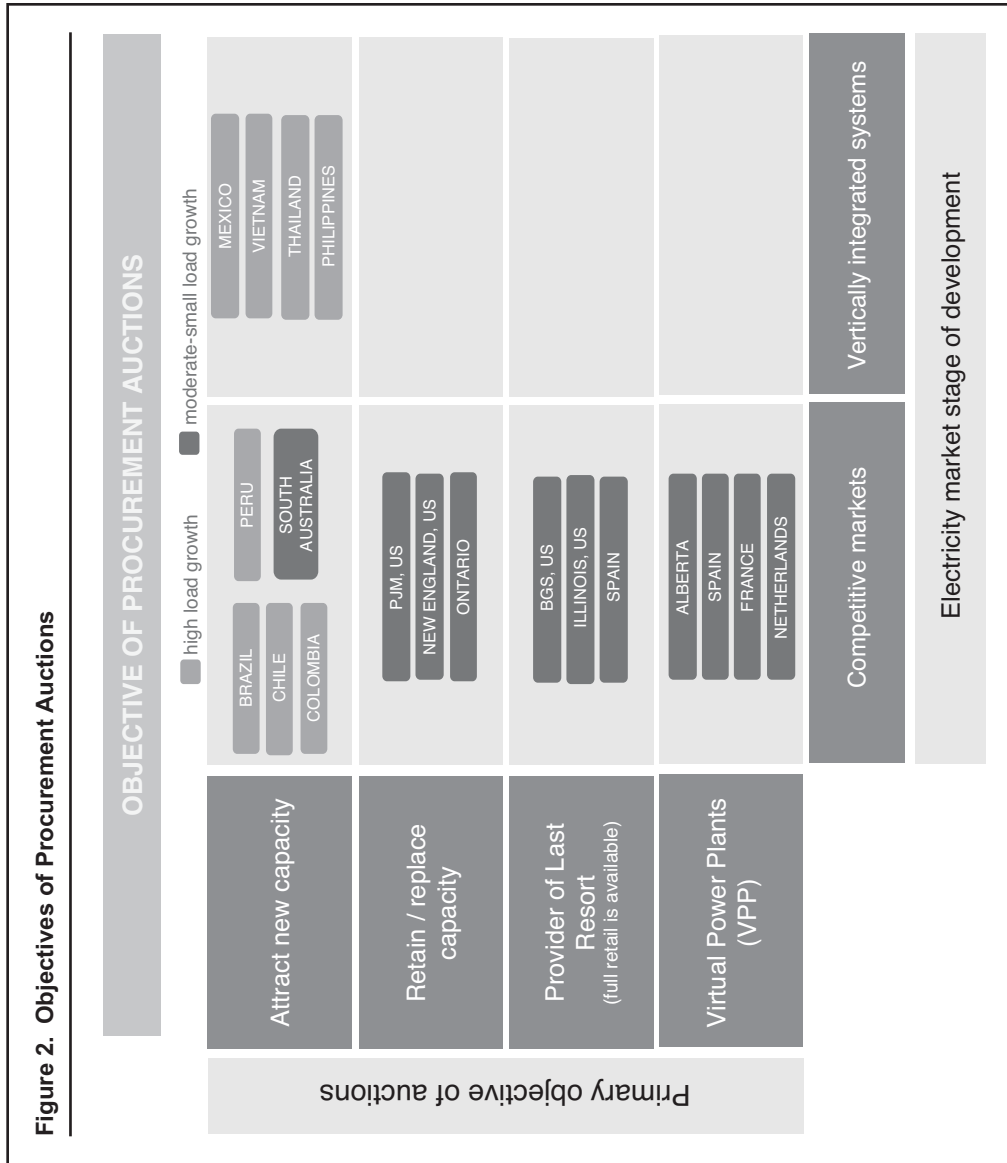 Figure 2. Objectives of Procurement Auctions
OBJECTIVE OF PROCUREMENT AUCTIONS
high load growth
moderate-small load growth
Primary objective of auctions
Attract new capacity
BRAZIL
CHILE
COLOMBIA
PERU
SOUTH
AUSTRALIA
MEXICO
VIETNAM
THAILAND
PHILIPPINES
Retain / replace
capacity
PJM, US
NEW ENGLAND, US
ONTARIO
Provider of Last
Resort
(full retail is available)
BGS, US
ILLINOIS, US
SPAIN
Virtual Power Plants
(VPP)
ALBERTA
SPAIN
FRANCE
NETHERLANDS
Competitive markets
Vertically integrated systems
Electricity market stage of development